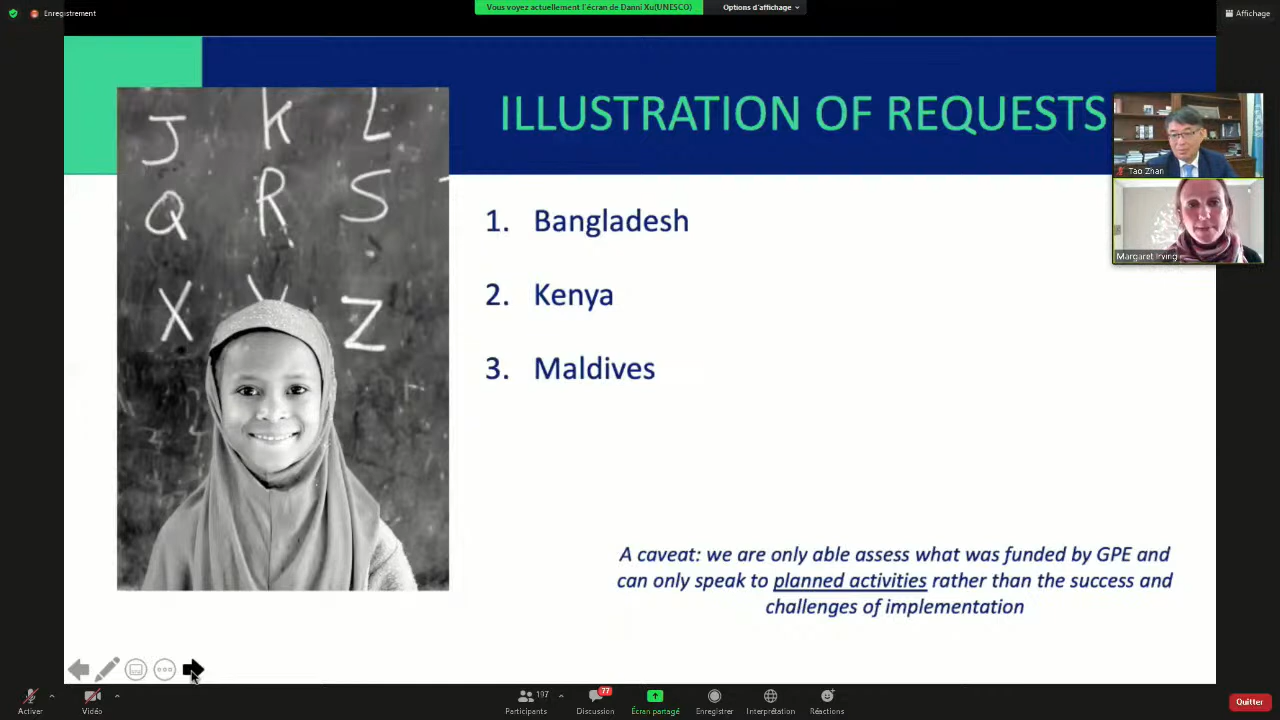 Enregistrement
Vous voyez actuellement l'écran de Danni Xu(UNESCO)
Options d'affichage
Affichage
ILLUSTRATION OF REQUESTS
J K L
Q R S
X Y Z
1. Bangladesh
2. Kenya
3. Maldives
A caveat: we are only able assess what was funded by GPE and
can only speak to planned activities rather than the success and
challenges of implementation
Tao Zhan
Margaret Irving
Activer
Vidéo
197
Participants
77
Discussion
Écran partagé
Enregistrer
Interprétation
Réactions
Quitter